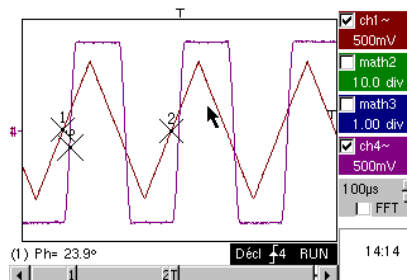 T
ch1~
500mV
math2
10.0 div
math3
1.00 div
ch4~
500mV
100µs
FFT
14:14
1
2
φ
T
(1) Ph= 23.9°
Décl 4 RUN
1
2T